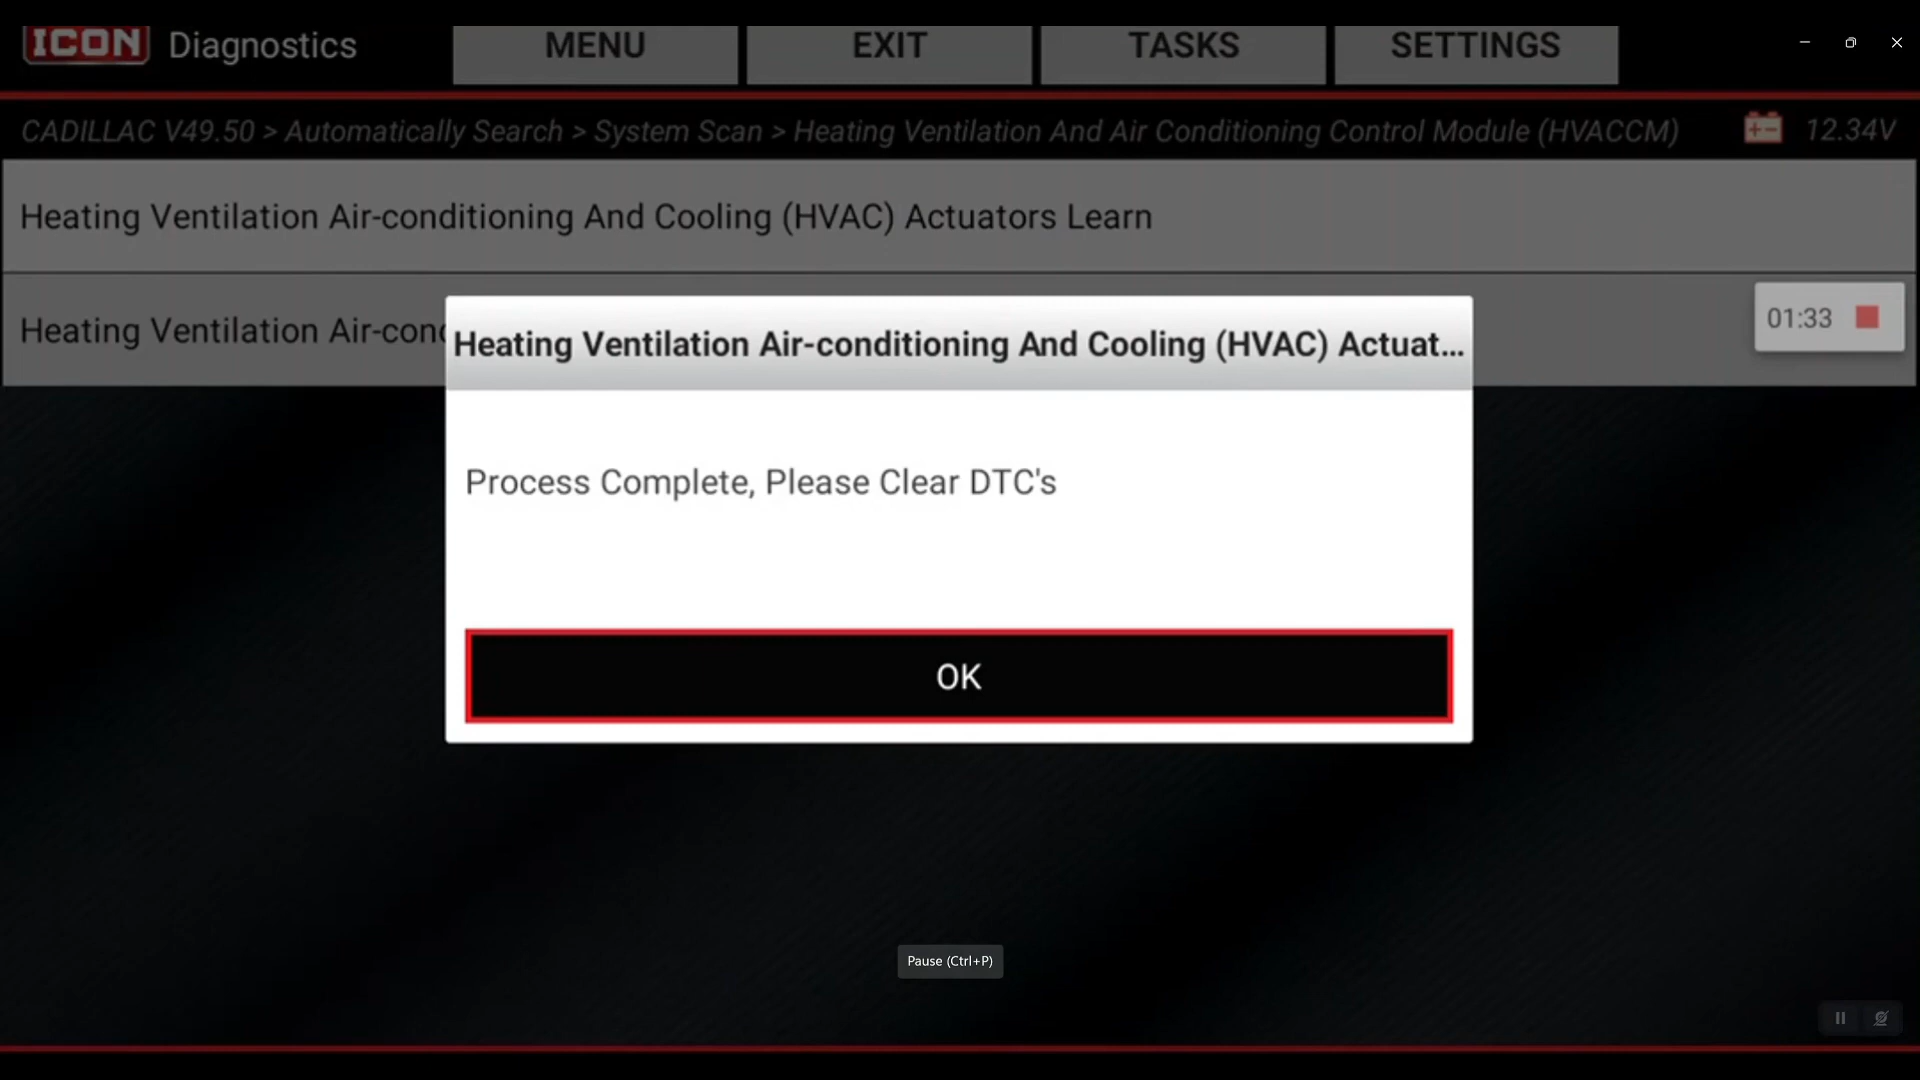 ICON Diagnostics MENU EXIT TASKS SETTINGS
CADILLAC V49.50 > Automatically Search > System Scan > Heating Ventilation And Air Conditioning Control Module (HVACCM) 12.34V
Heating Ventilation Air-conditioning And Cooling (HVAC) Actuators Learn
Heating Ventilation Air-con
01:33
Heating Ventilation Air-conditioning And Cooling (HVAC) Actuat...
Process Complete, Please Clear DTC's
OK
Pause (Ctrl+P)